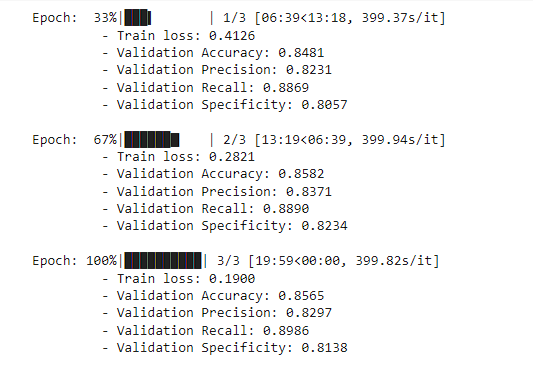 Epoch:  33%|███▎      | 1/3 [06:39<13:18, 399.37s/it]
- Train loss: 0.4126
- Validation Accuracy: 0.8481
- Validation Precision: 0.8231
- Validation Recall: 0.8869
- Validation Specificity: 0.8057
Epoch:  67%|██████▋   | 2/3 [13:19<06:39, 399.94s/it]
- Train loss: 0.2821
- Validation Accuracy: 0.8582
- Validation Precision: 0.8371
- Validation Recall: 0.8890
- Validation Specificity: 0.8234
Epoch: 100%|██████████| 3/3 [19:59<00:00, 399.82s/it]
- Train loss: 0.1900
- Validation Accuracy: 0.8565
- Validation Precision: 0.8297
- Validation Recall: 0.8986
- Validation Specificity: 0.8138